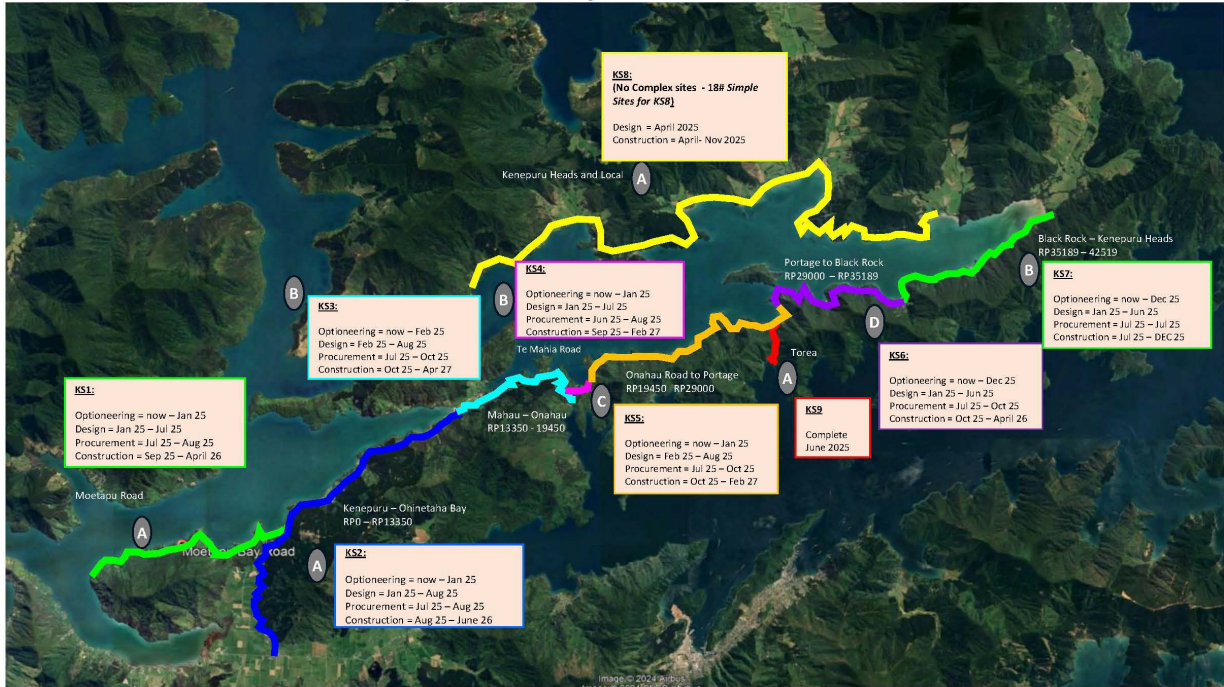 KS8:
(No Complex sites - 18# Simple
Sites for KS8)
Design = April 2025
Construction = April- Nov 2025
Kenepuru Heads and Local
A
Black Rock – Kenepuru Heads
RP35189 – 42519
B
Portage to Black Rock
RP29000 – RP35189
KS4:
Optioneering = now – Jan 25
Design = Jan 25 – Jul 25
Procurement = Jun 25 – Aug 25
Construction = Sep 25 – Feb 27
B
KS7:
Optioneering = now – Dec 25
Design = Jan 25 – Jun 25
Procurement = Jul 25 – Jul 25
Construction = Jul 25 – DEC 25
B
KS3:
Optioneering = now – Feb 25
Design = Feb 25 – Aug 25
Procurement = Jul 25 – Oct 25
Construction = Oct 25 – Apr 27
D
Te Mahia Road
Torea
KS6:
Optioneering = now – Dec 25
Design = Jan 25 – Jun 25
Procurement = Jul 25 – Oct 25
Construction = Oct 25 – April 26
Onahau Road to Portage
RP19450 RP29000
A
C
KS1:
Optioneering = now – Jan 25
Design = Jan 25 – Jul 25
Procurement = Jul 25 – Aug 25
Construction = Sep 25 – April 26
KS9
Complete
June 2025
Mahau – Onahau
RP13350 - 19450
KS5:
Optioneering = now – Jan 25
Design = Feb 25 – Aug 25
Procurement = Jul 25 – Oct 25
Construction = Oct 25 – Feb 27
Moetapu Road
A
Kenepuru – Ohinetaha Bay
RP0 – RP13350
Bay Road
A
KS2:
Optioneering = now – Jan 25
Design = Jan 25 – Aug 25
Procurement = Jul 25 – Aug 25
Construction = Aug 25 – June 26
Image © 2024 Airbus